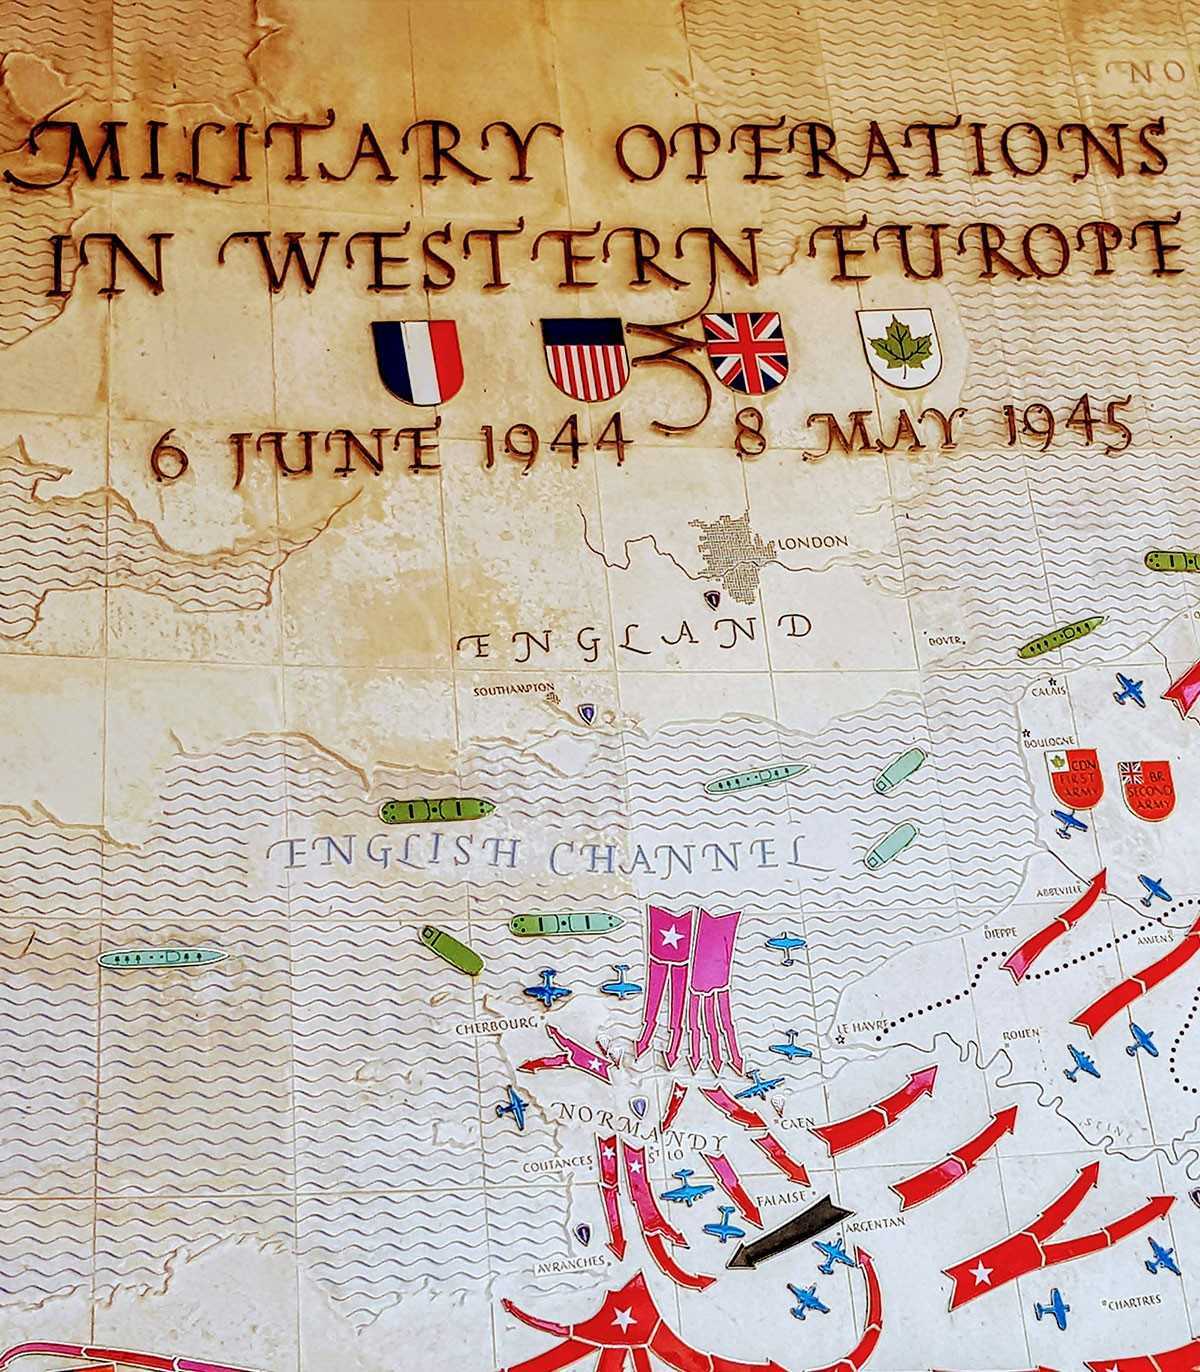 NO
MILITARY OPERATIONS
IN WESTERN EUROPE
6 JUNE 1944 8 MAY 1945
LONDON
ENGLAND
DOVER
SOUTHAMPTON
CALAIS
BOULOGNE
CDN FIRST ARMY
BR SECOND ARMY
ENGLISH CHANNEL
ABBEVILLE
DIEPPE
AMIENS
CHERBOURG
LE HAVRE
ROUEN
NORMANDY
CAEN
SEINE
COUTANCES
ST LO
FALAISE
ARGENTAN
AVRANCHES
CHARTRES